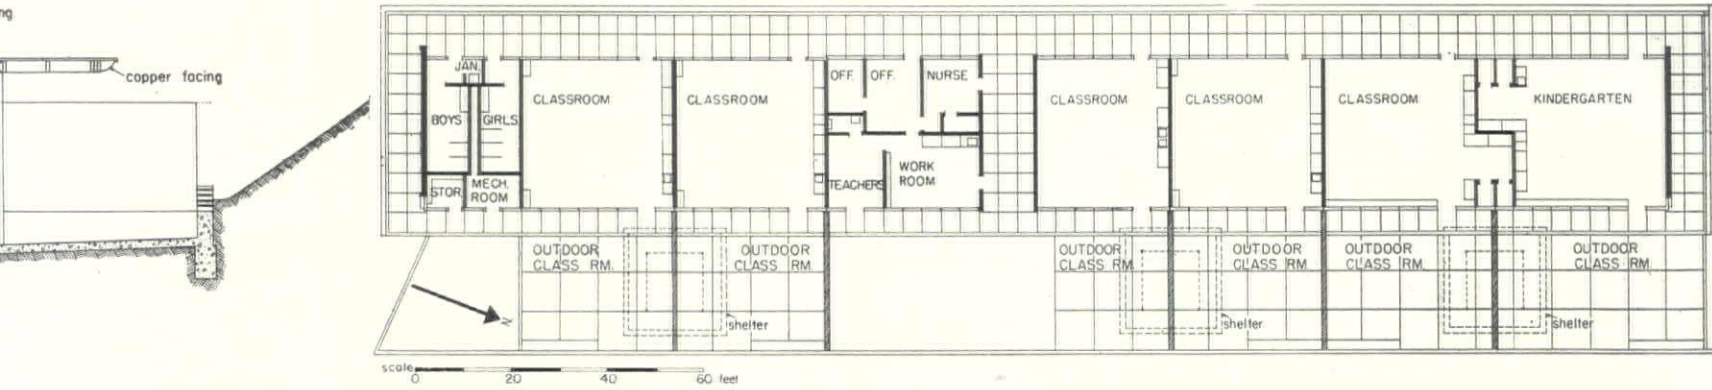 ng
copper facing
JAN.
BOYS
GIRLS
STOR.
MECH.
ROOM
CLASSROOM
CLASSROOM
OFF.
OFF.
NURSE
TEACHERS
WORK
ROOM
CLASSROOM
CLASSROOM
CLASSROOM
KINDERGARTEN
OUTDOOR
CLASS RM.
OUTDOOR
CLASS RM.
OUTDOOR
CLASS RM.
OUTDOOR
CLASS RM.
OUTDOOR
CLASS RM.
OUTDOOR
CLASS RM.
shelter
shelter
shelter
N
scale
0 20 40 60 feet